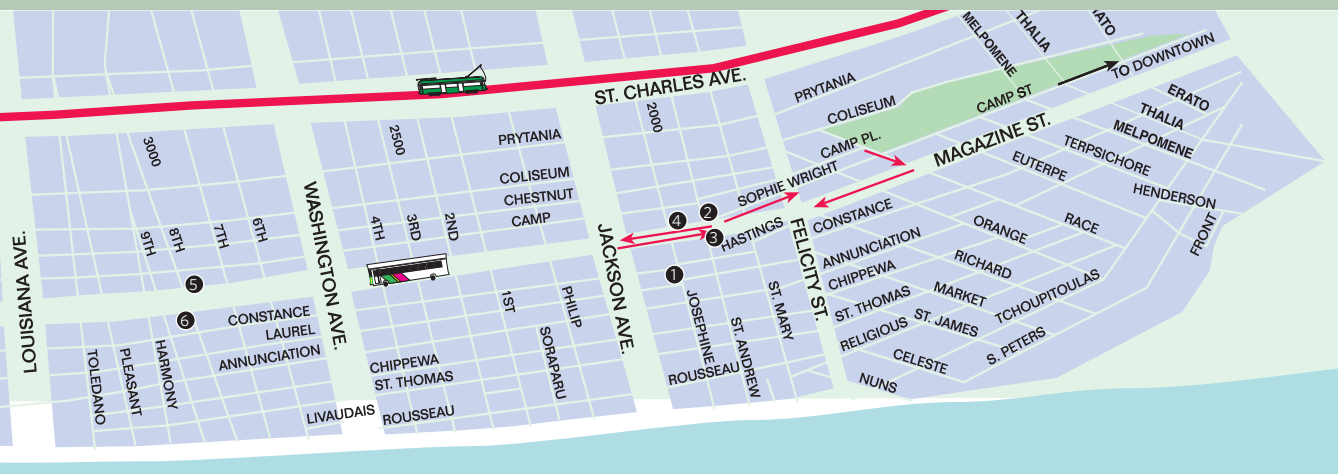 MELPOMENE
THALIA
TO DOWNTOWN
ST. CHARLES AVE.
PRYTANIA
COLISEUM
CAMP ST
CAMP PL.
MAGAZINE ST.
ERATO
THALIA
MELPOMENE
TERPSICHORE
EUTERPE
HENDERSON
FRONT
RACE
ORANGE
RICHARD
MARKET
TCHOUPITOULAS
ST. JAMES
S. PETERS
CELESTE
NUNS
CONSTANCE
ANNUNCIATION
CHIPPEWA
ST. THOMAS
RELIGIOUS
FELICITY ST.
SOPHIE WRIGHT
HASTINGS
2000
2
4
3
1
JOSEPHINE
ST. ANDREW
ST. MARY
ROUSSEAU
JACKSON AVE.
2500
PRYTANIA
COLISEUM
CHESTNUT
CAMP
4TH
3RD
2ND
1ST
PHILIP
SORAPARU
CHIPPEWA
ST. THOMAS
ROUSSEAU
LIVAUDAIS
WASHINGTON AVE.
3000
9TH
8TH
7TH
6TH
5
6
CONSTANCE
LAUREL
ANNUNCIATION
TOLEDANO
PLEASANT
HARMONY
LOUISIANA AVE.